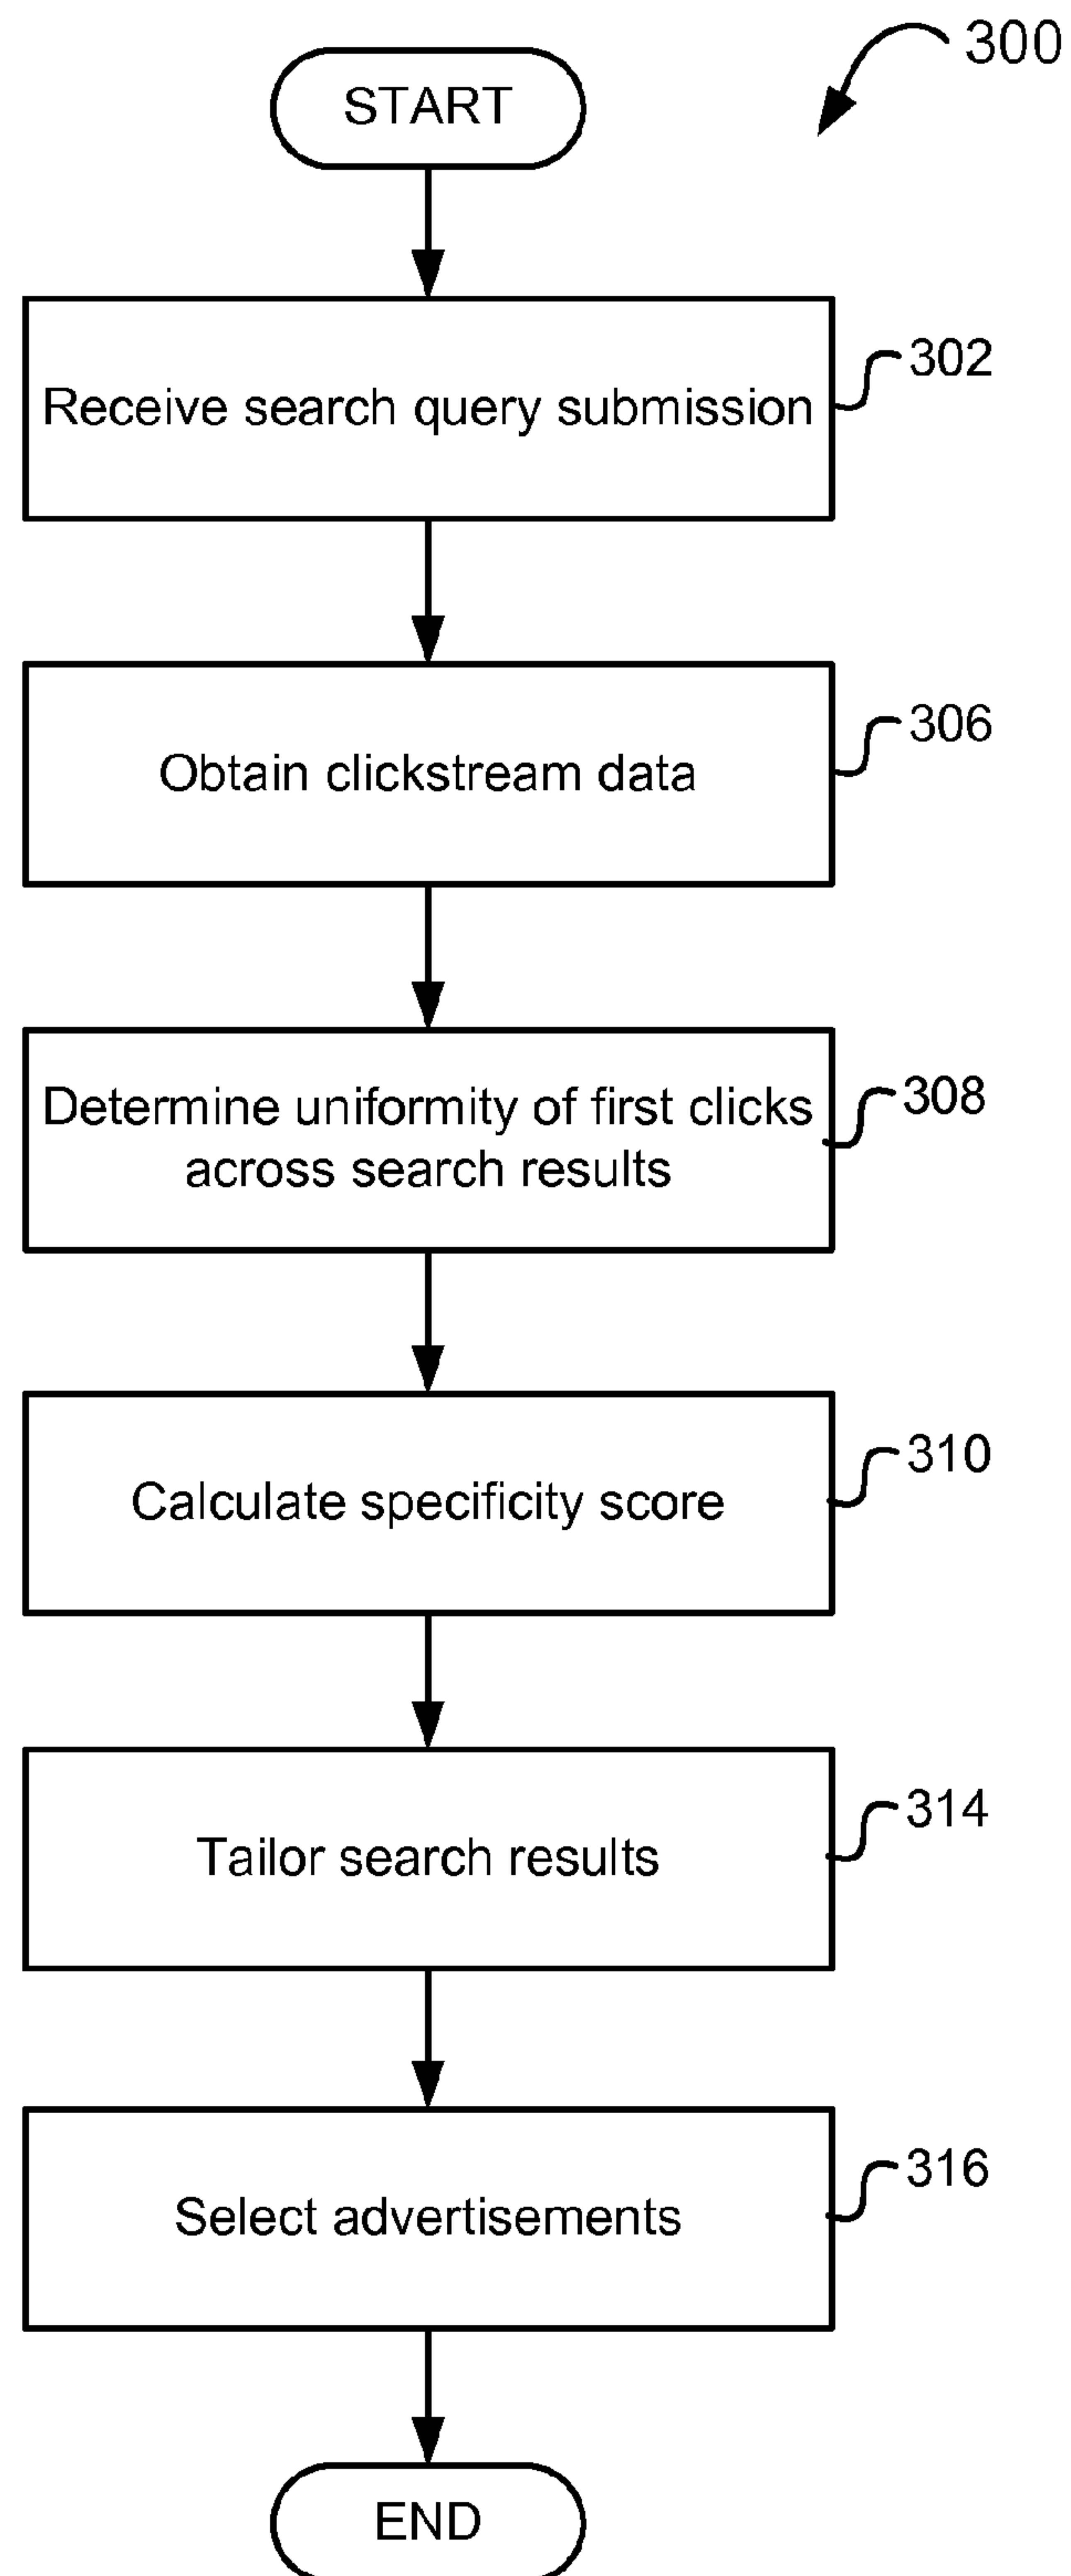 300
START
Receive search query submission
302
Obtain clickstream data
306
Determine uniformity of first clicks
across search results
308
Calculate specificity score
310
Tailor search results
314
Select advertisements
316
END